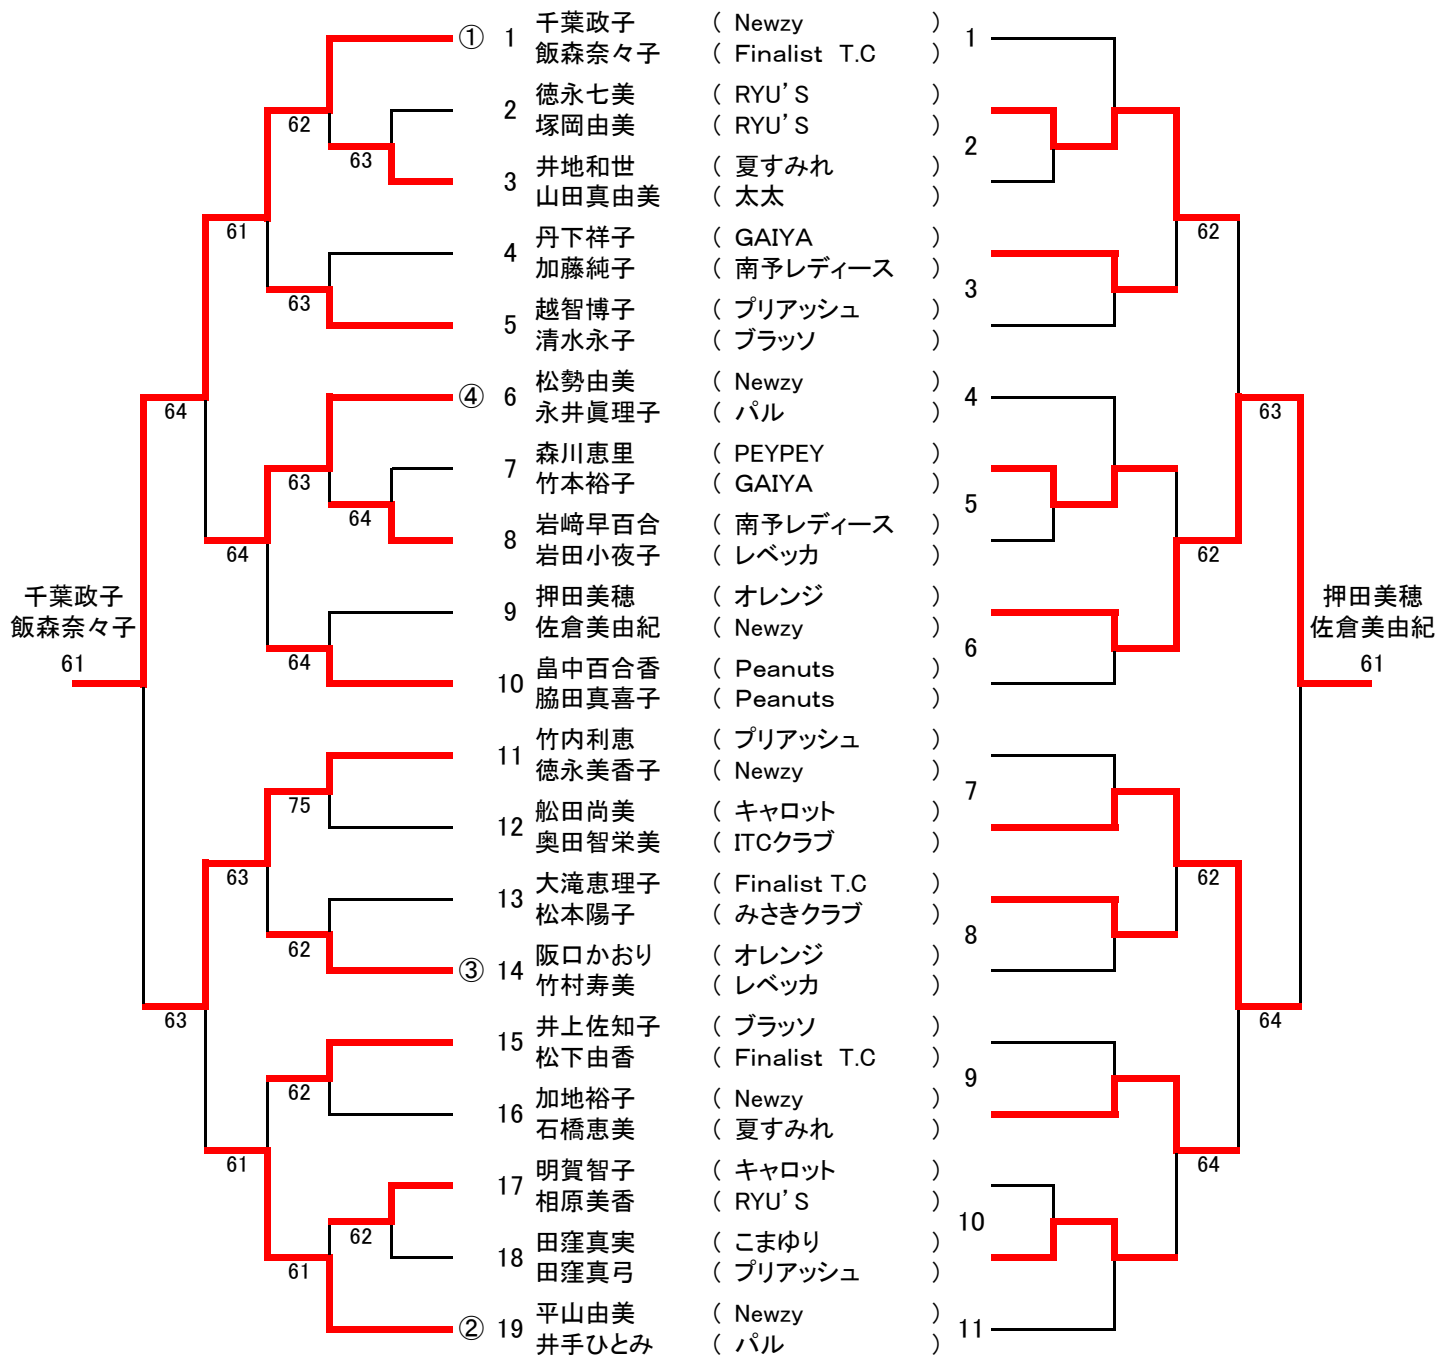 ① 1 千葉政子 ( Newzy ) 1
飯森奈々子 ( Finalist T.C )
2 徳永七美 ( RYU'S )
62 塚岡由美 ( RYU'S ) 2
63 3 井地和世 ( 夏すみれ )
山田真由美 ( 太太 )
61 4 丹下祥子 ( GAIYA ) 62
加藤純子 ( 南予レディース ) 3
63 5 越智博子 ( プリアッシュ )
清水永子 ( ブラッソ )
④ 6 松勢由美 ( Newzy ) 4
64 永井眞理子 ( パル ) 63
7 森川恵里 ( PEYPEY )
63 竹本裕子 ( GAIYA ) 5
64 8 岩﨑早百合 ( 南予レディース )
64 岩田小夜子 ( レベッカ ) 62
千葉政子 9 押田美穂 ( オレンジ ) 押田美穂
飯森奈々子 佐倉美由紀 ( Newzy ) 6 佐倉美由紀
61 64 10 畠中百合香 ( Peanuts ) 61
脇田真喜子 ( Peanuts )
11 竹内利恵 ( プリアッシュ )
徳永美香子 ( Newzy ) 7
75 12 舩田尚美 ( キャロット )
奥田智栄美 ( ITCクラブ )
63 13 大滝恵理子 ( Finalist T.C ) 62
松本陽子 ( みさきクラブ ) 8
62 ③ 14 阪口かおり ( オレンジ )
竹村寿美 ( レベッカ )
63 15 井上佐知子 ( ブラッソ ) 64
松下由香 ( Finalist T.C ) 9
62 16 加地裕子 ( Newzy )
石橋恵美 ( 夏すみれ )
61 17 明賀智子 ( キャロット ) 64
相原美香 ( RYU'S ) 10
62 18 田窪真実 ( こまゆり )
61 田窪真弓 ( プリアッシュ )
② 19 平山由美 ( Newzy ) 11
井手ひとみ ( パル )